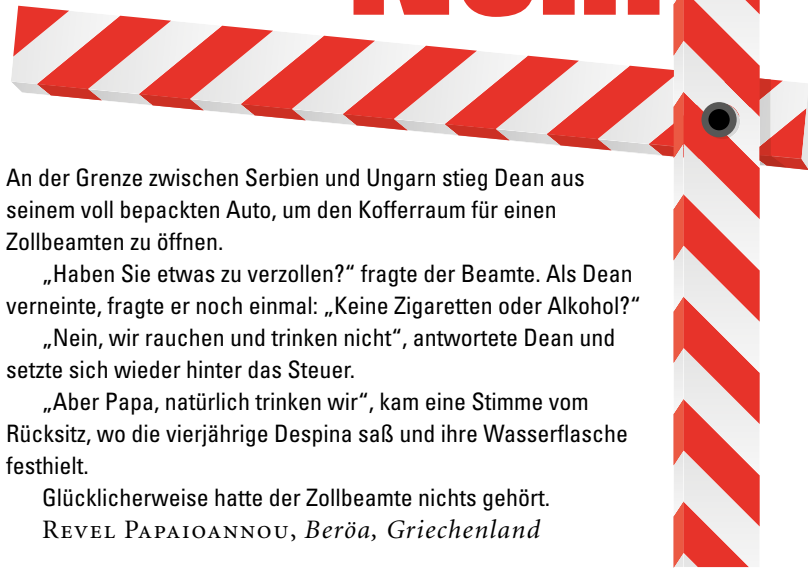 An der Grenze zwischen Serbien und Ungarn stieg Dean aus
seinem voll bepackten Auto, um den Kofferraum für einen
Zollbeamten zu öffnen.
„Haben Sie etwas zu verzollen?“ fragte der Beamte. Als Dean
verneinte, fragte er noch einmal: „Keine Zigaretten oder Alkohol?“
„Nein, wir rauchen und trinken nicht“, antwortete Dean und
setzte sich wieder hinter das Steuer.
„Aber Papa, natürlich trinken wir“, kam eine Stimme vom
Rücksitz, wo die vierjährige Despina saß und ihre Wasserflasche
festhielt.
Glücklicherweise hatte der Zollbeamte nichts gehört.
Revel Papaioannou, Beröa, Griechenland